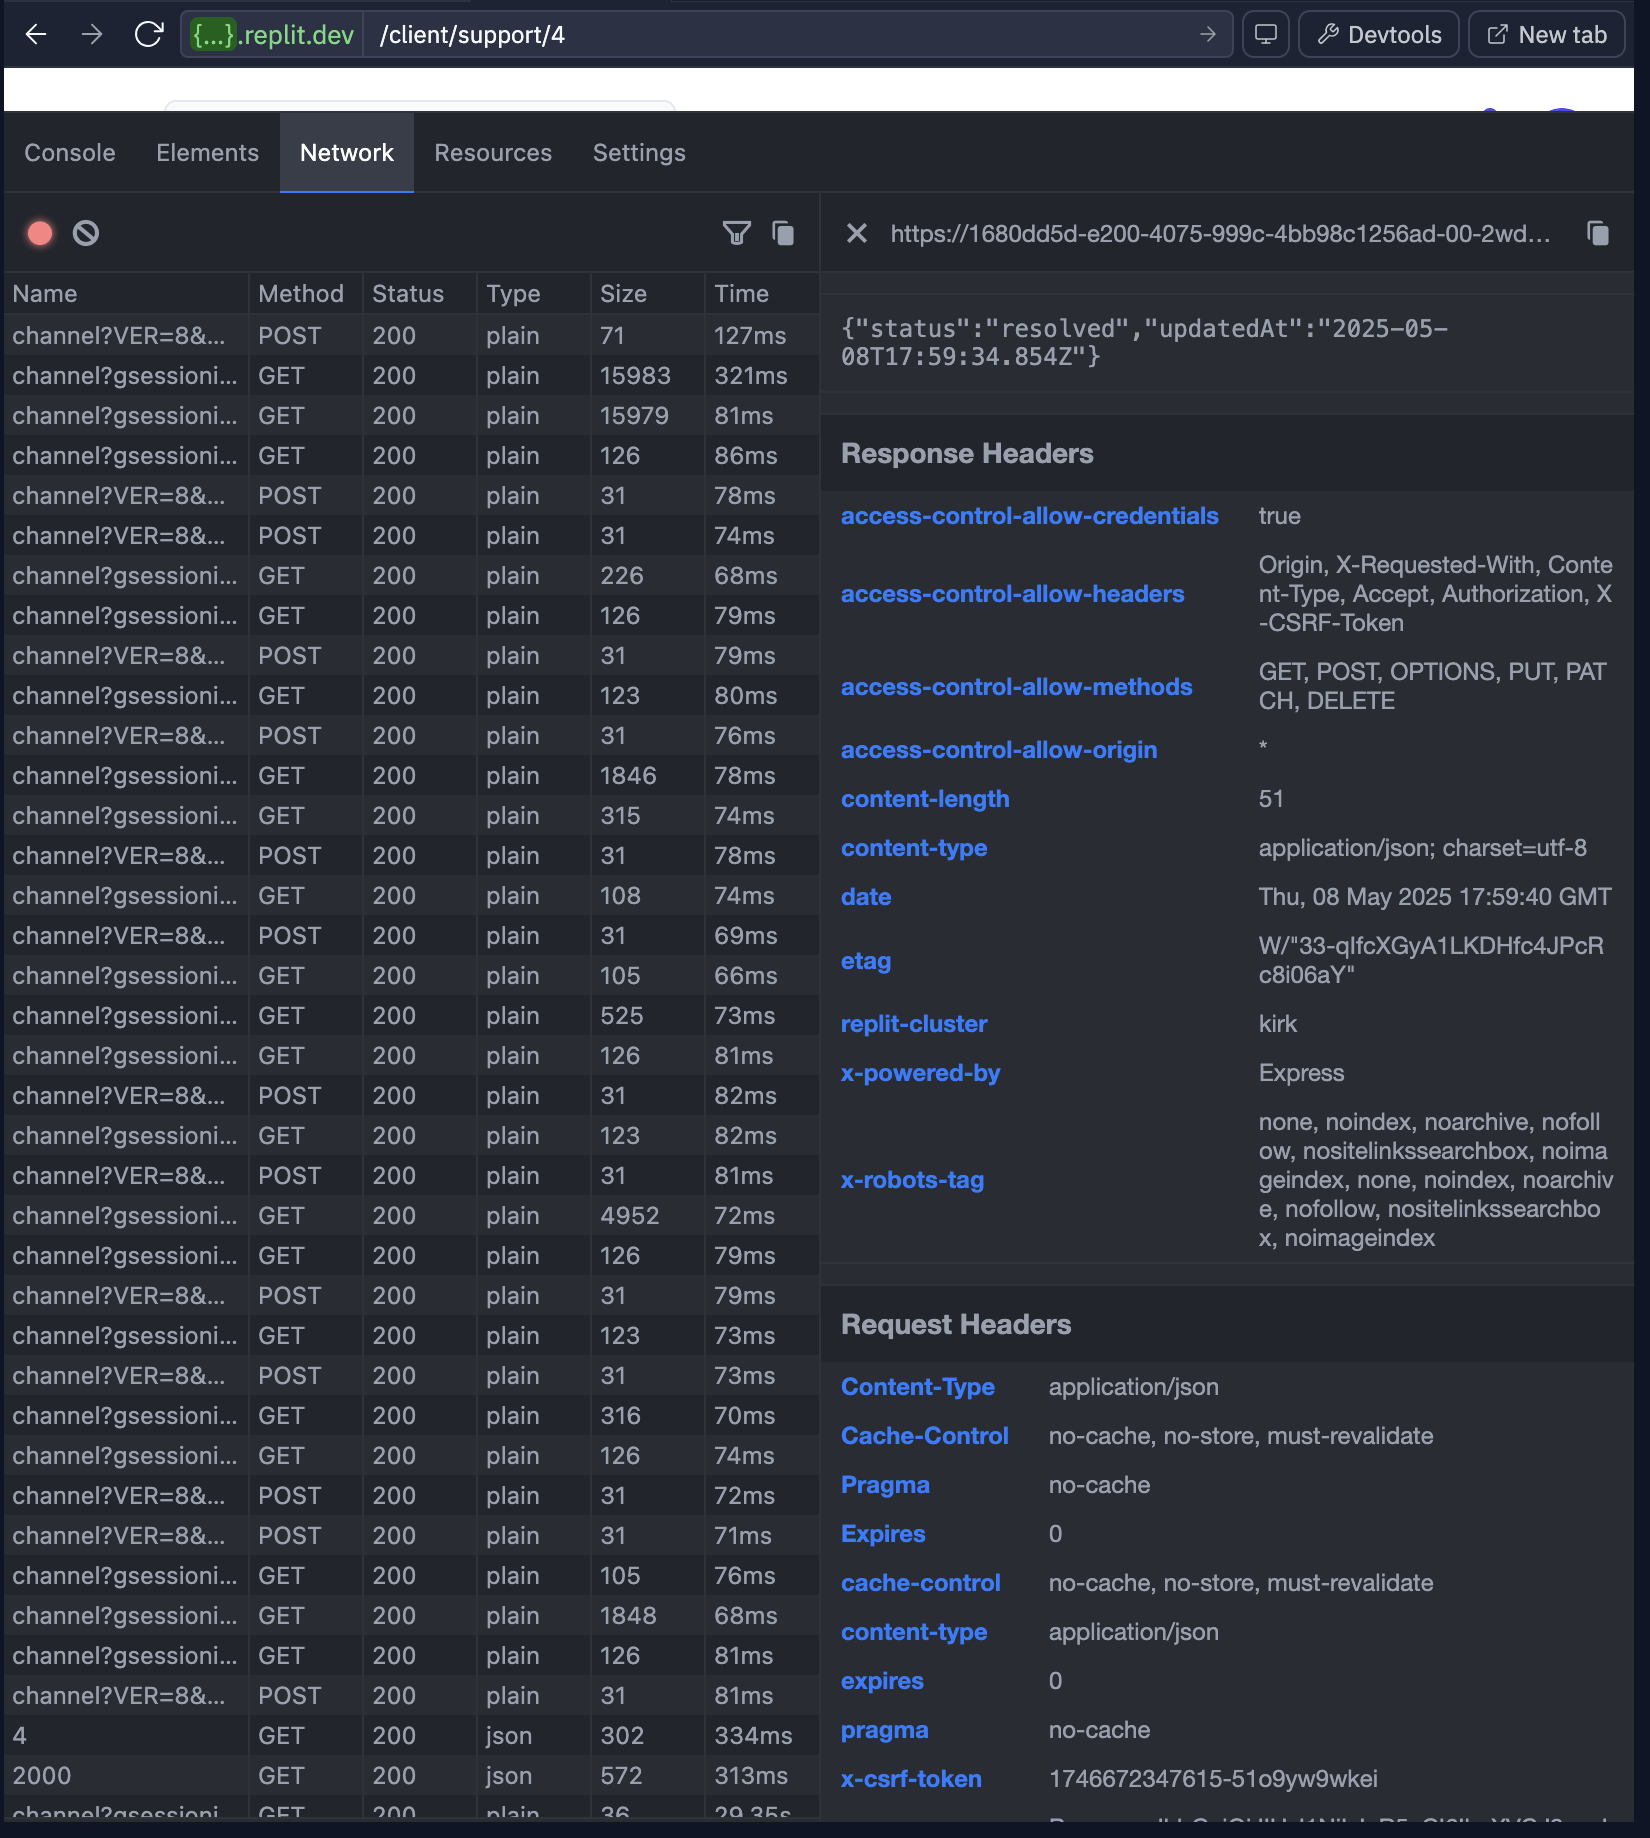 {...}.replit.dev /client/support/4 Devtools New tab
Console Elements Network Resources Settings
https://1680dd5d-e200-4075-999c-4bb98c1256ad-00-2wd...
Name Method Status Type Size Time
channel?VER=8&... POST 200 plain 71 127ms
channel?gsessioni... GET 200 plain 15983 321ms
channel?gsessioni... GET 200 plain 15979 81ms
channel?gsessioni... GET 200 plain 126 86ms
channel?VER=8&... POST 200 plain 31 78ms
channel?VER=8&... POST 200 plain 31 74ms
channel?gsessioni... GET 200 plain 226 68ms
channel?gsessioni... GET 200 plain 126 79ms
channel?VER=8&... POST 200 plain 31 79ms
channel?gsessioni... GET 200 plain 123 80ms
channel?VER=8&... POST 200 plain 31 76ms
channel?gsessioni... GET 200 plain 1846 78ms
channel?gsessioni... GET 200 plain 315 74ms
channel?VER=8&... POST 200 plain 31 78ms
channel?gsessioni... GET 200 plain 108 74ms
channel?VER=8&... POST 200 plain 31 69ms
channel?gsessioni... GET 200 plain 105 66ms
channel?gsessioni... GET 200 plain 525 73ms
channel?gsessioni... GET 200 plain 126 81ms
channel?VER=8&... POST 200 plain 31 82ms
channel?gsessioni... GET 200 plain 123 82ms
channel?VER=8&... POST 200 plain 31 81ms
channel?gsessioni... GET 200 plain 4952 72ms
channel?gsessioni... GET 200 plain 126 79ms
channel?VER=8&... POST 200 plain 31 79ms
channel?gsessioni... GET 200 plain 123 73ms
channel?VER=8&... POST 200 plain 31 73ms
channel?gsessioni... GET 200 plain 316 70ms
channel?gsessioni... GET 200 plain 126 74ms
channel?VER=8&... POST 200 plain 31 72ms
channel?VER=8&... POST 200 plain 31 71ms
channel?gsessioni... GET 200 plain 105 76ms
channel?gsessioni... GET 200 plain 1848 68ms
channel?gsessioni... GET 200 plain 126 81ms
channel?VER=8&... POST 200 plain 31 81ms
4 GET 200 json 302 334ms
2000 GET 200 json 572 313ms
channel?gsessioni GET 200 plain 36 29.35s
{"status":"resolved","updatedAt":"2025-05-
08T17:59:34.854Z"}
Response Headers
access-control-allow-credentials true
access-control-allow-headers Origin, X-Requested-With, Conte
nt-Type, Accept, Authorization, X
-CSRF-Token
access-control-allow-methods GET, POST, OPTIONS, PUT, PAT
CH, DELETE
access-control-allow-origin *
content-length 51
content-type application/json; charset=utf-8
date Thu, 08 May 2025 17:59:40 GMT
etag W/"33-qIfcXGyA1LKDHfc4JPcR
c8i06aY"
replit-cluster kirk
x-powered-by Express
x-robots-tag none, noindex, noarchive, nofoll
ow, nositelinkssearchbox, noima
geindex, none, noindex, noarchiv
e, nofollow, nositelinkssearchbo
x, noimageindex
Request Headers
Content-Type application/json
Cache-Control no-cache, no-store, must-revalidate
Pragma no-cache
Expires 0
cache-control no-cache, no-store, must-revalidate
content-type application/json
expires 0
pragma no-cache
x-csrf-token 1746672347615-51o9yw9wkei